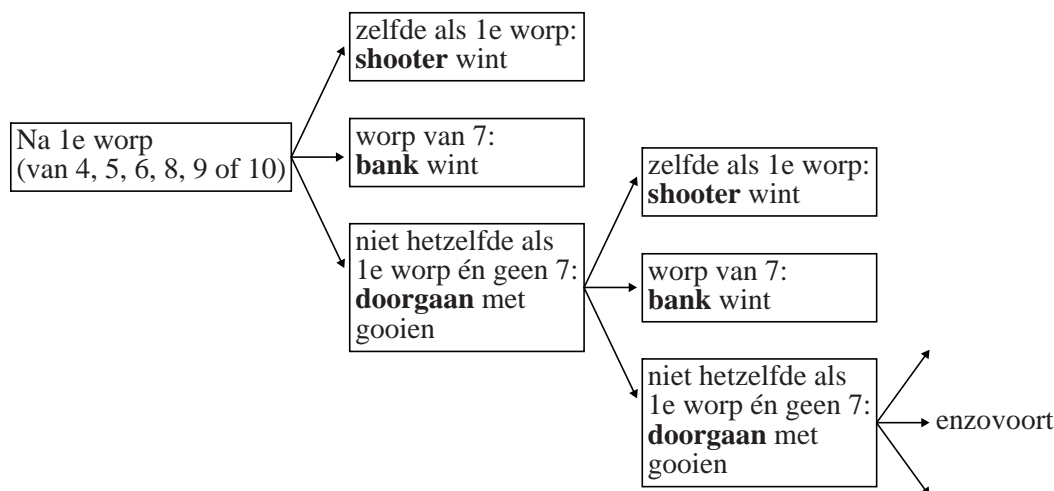 zelfde als 1e worp:
shooter wint
Na 1e worp
(van 4, 5, 6, 8, 9 of 10)
worp van 7:
bank wint
niet hetzelfde als
1e worp én geen 7:
doorgaan met
gooien
zelfde als 1e worp:
shooter wint
worp van 7:
bank wint
niet hetzelfde als
1e worp én geen 7:
doorgaan met
gooien
enzovoort